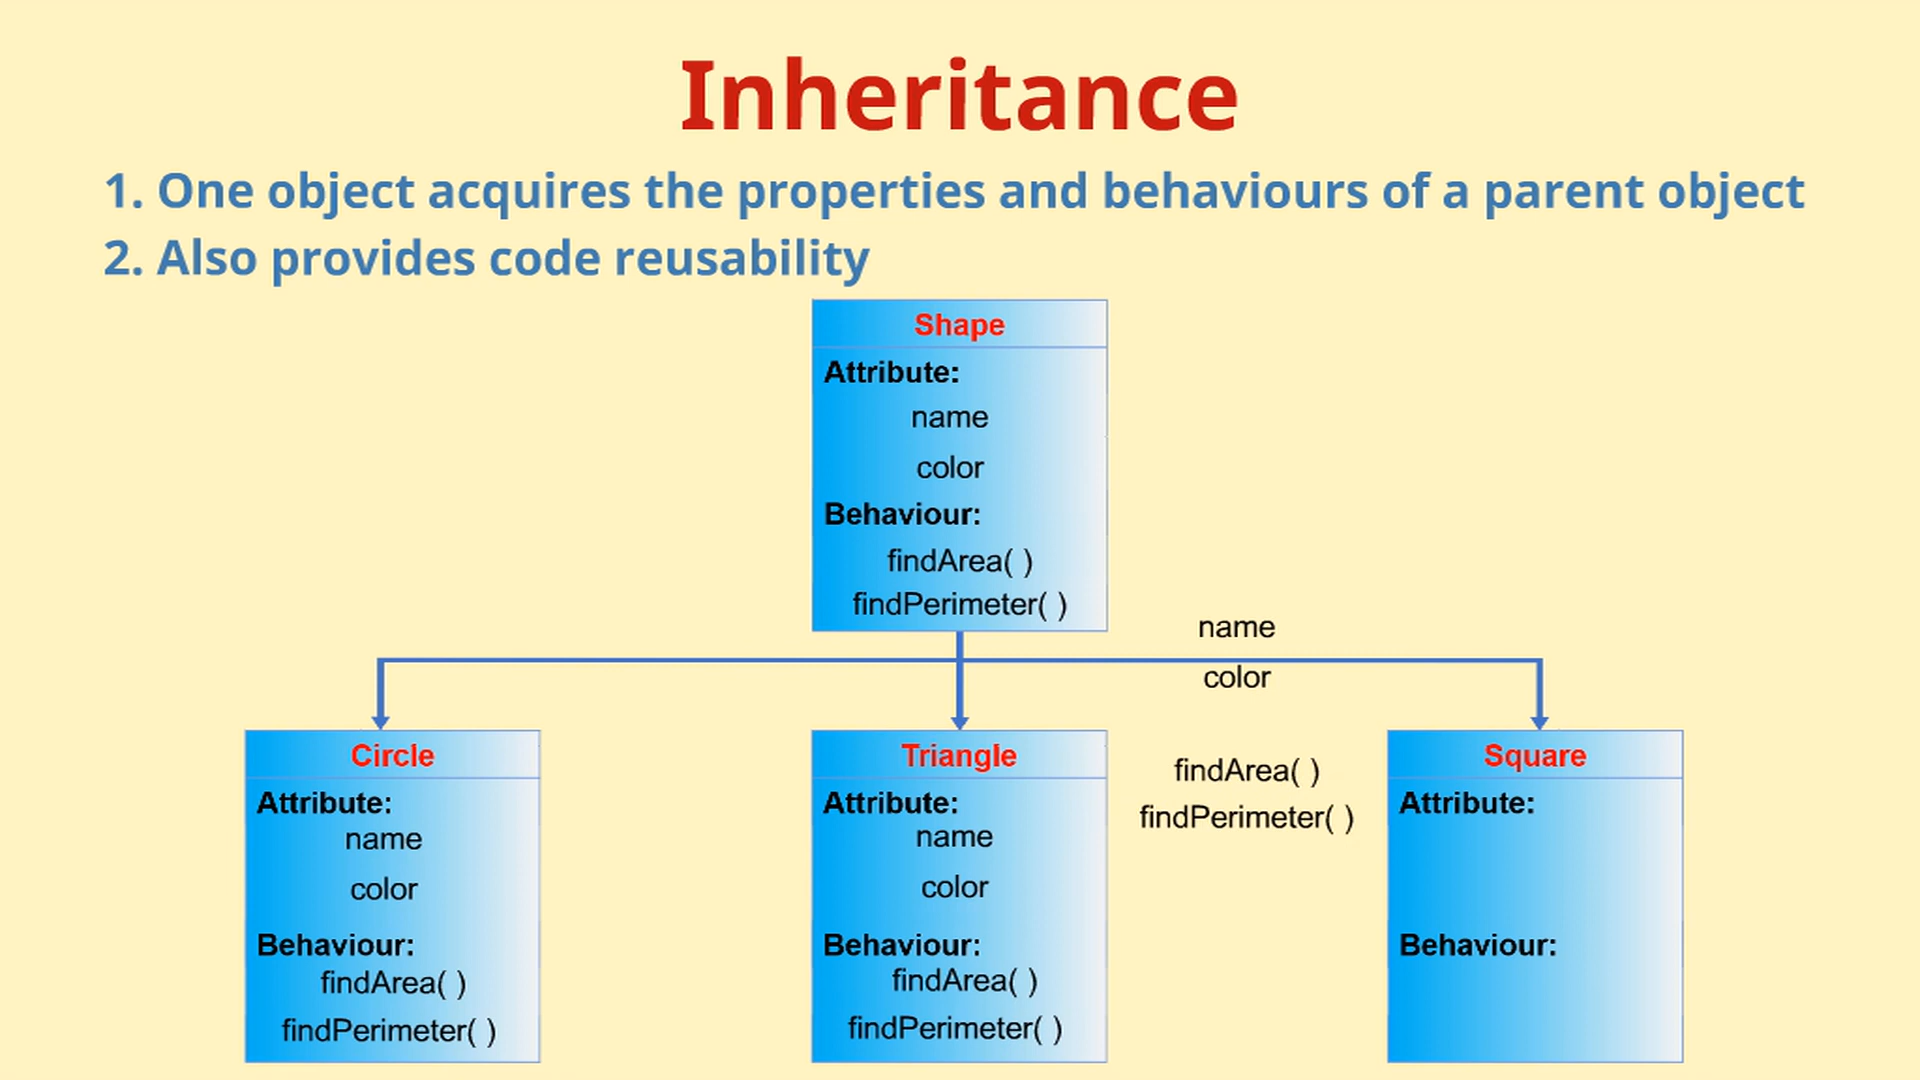 Inheritance
1. One object acquires the properties and behaviours of a parent object
2. Also provides code reusability
Shape
Attribute:
name
color
Behaviour:
findArea( )
findPerimeter( )
name
color
findArea( )
findPerimeter( )
Circle
Attribute:
name
color
Behaviour:
findArea( )
findPerimeter( )
Triangle
Attribute:
name
color
Behaviour:
findArea( )
findPerimeter( )
Square
Attribute:
Behaviour: